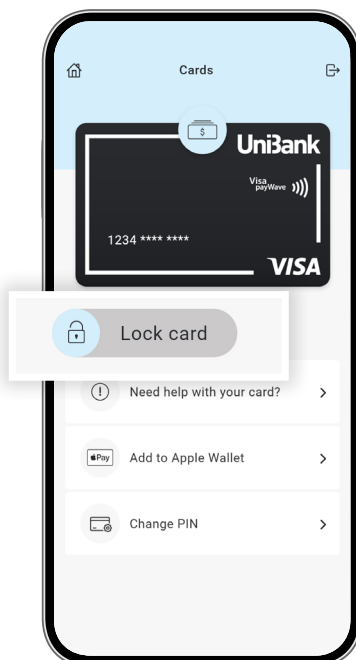 Cards
$
UniBank
Visa
payWave
1234 **** ****
VISA
Lock card
Need help with your card?
Pay
Add to Apple Wallet
Change PIN